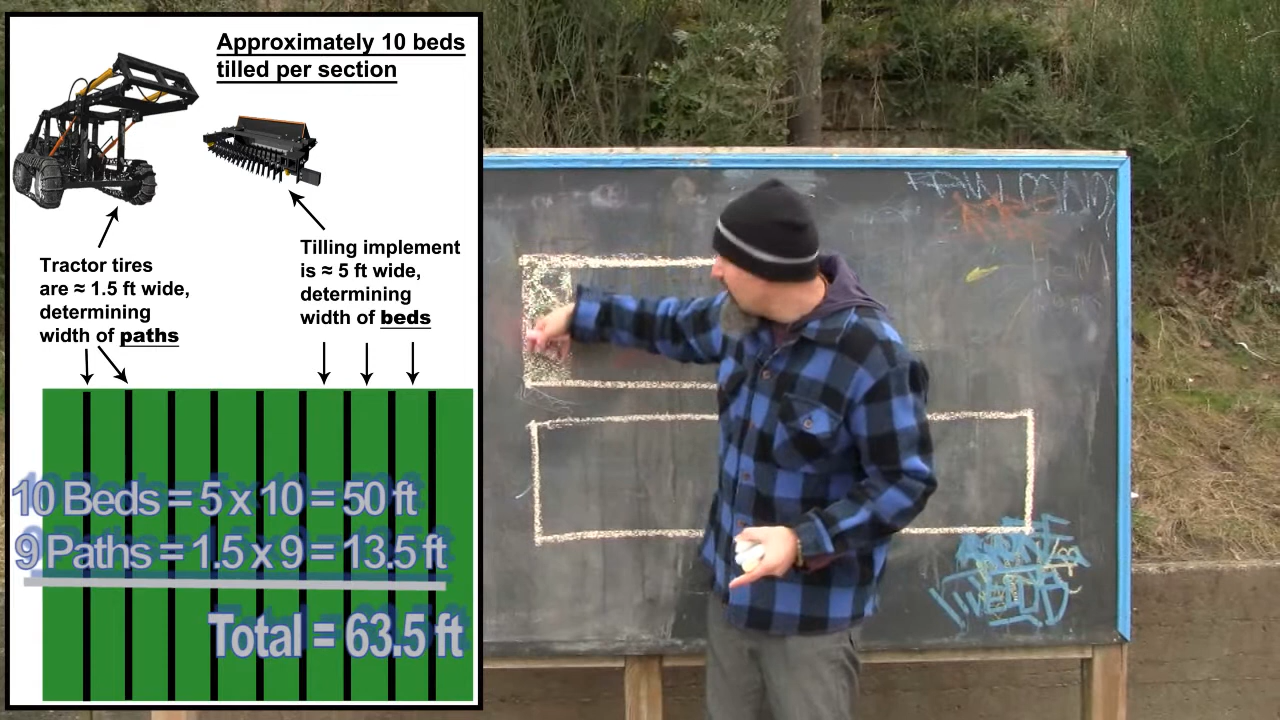 Approximately 10 beds
tilled per section
Tractor tires
are ≈ 1.5 ft wide,
determining
width of paths
Tilling implement
is ≈ 5 ft wide,
determining
width of beds
10 Beds = 5 x 10 = 50 ft
9 Paths = 1.5 x 9 = 13.5 ft
Total = 63.5 ft